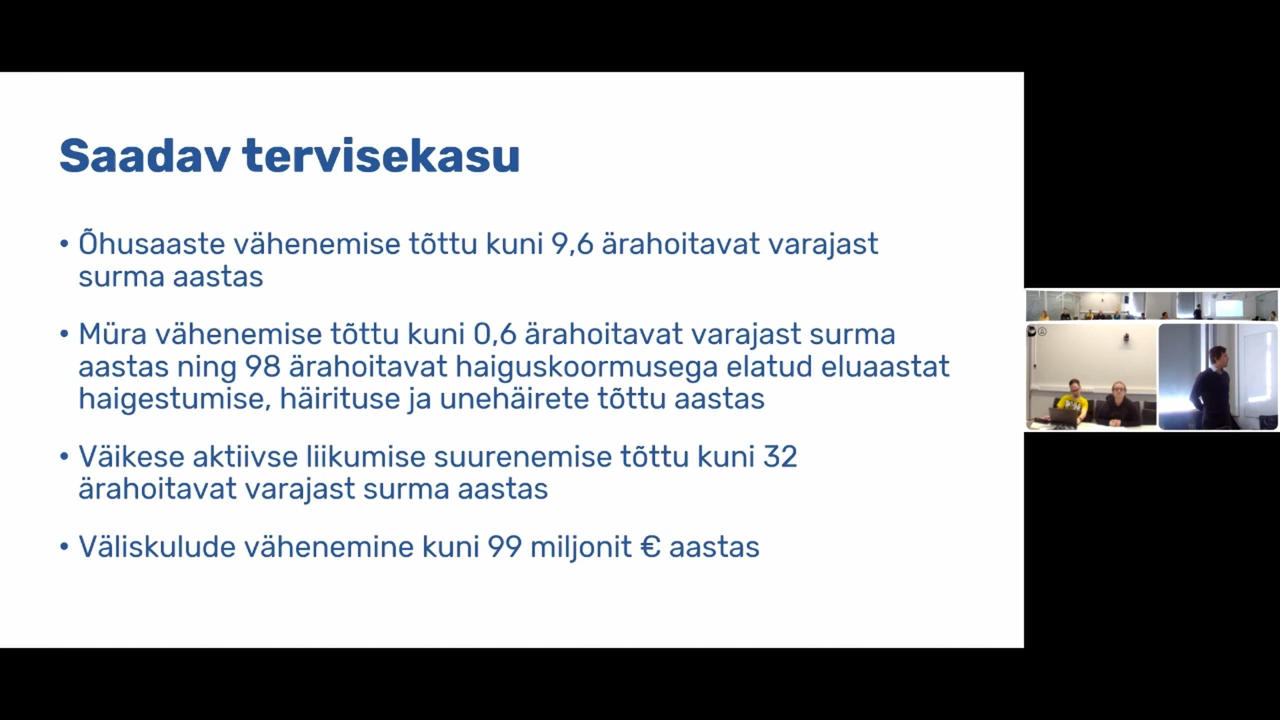 Saadav tervisekasu
• Õhusaaste vähenemise tõttu kuni 9,6 ärahoitavat varajast
surma aastas
• Müra vähenemise tõttu kuni 0,6 ärahoitavat varajast surma
aastas ning 98 ärahoitavat haiguskoormusega elatud eluaastat
haigestumise, häirituse ja unehäirete tõttu aastas
• Väikese aktiivse liikumise suurenemise tõttu kuni 32
ärahoitavat varajast surma aastas
• Väliskulude vähenemine kuni 99 miljonit € aastas